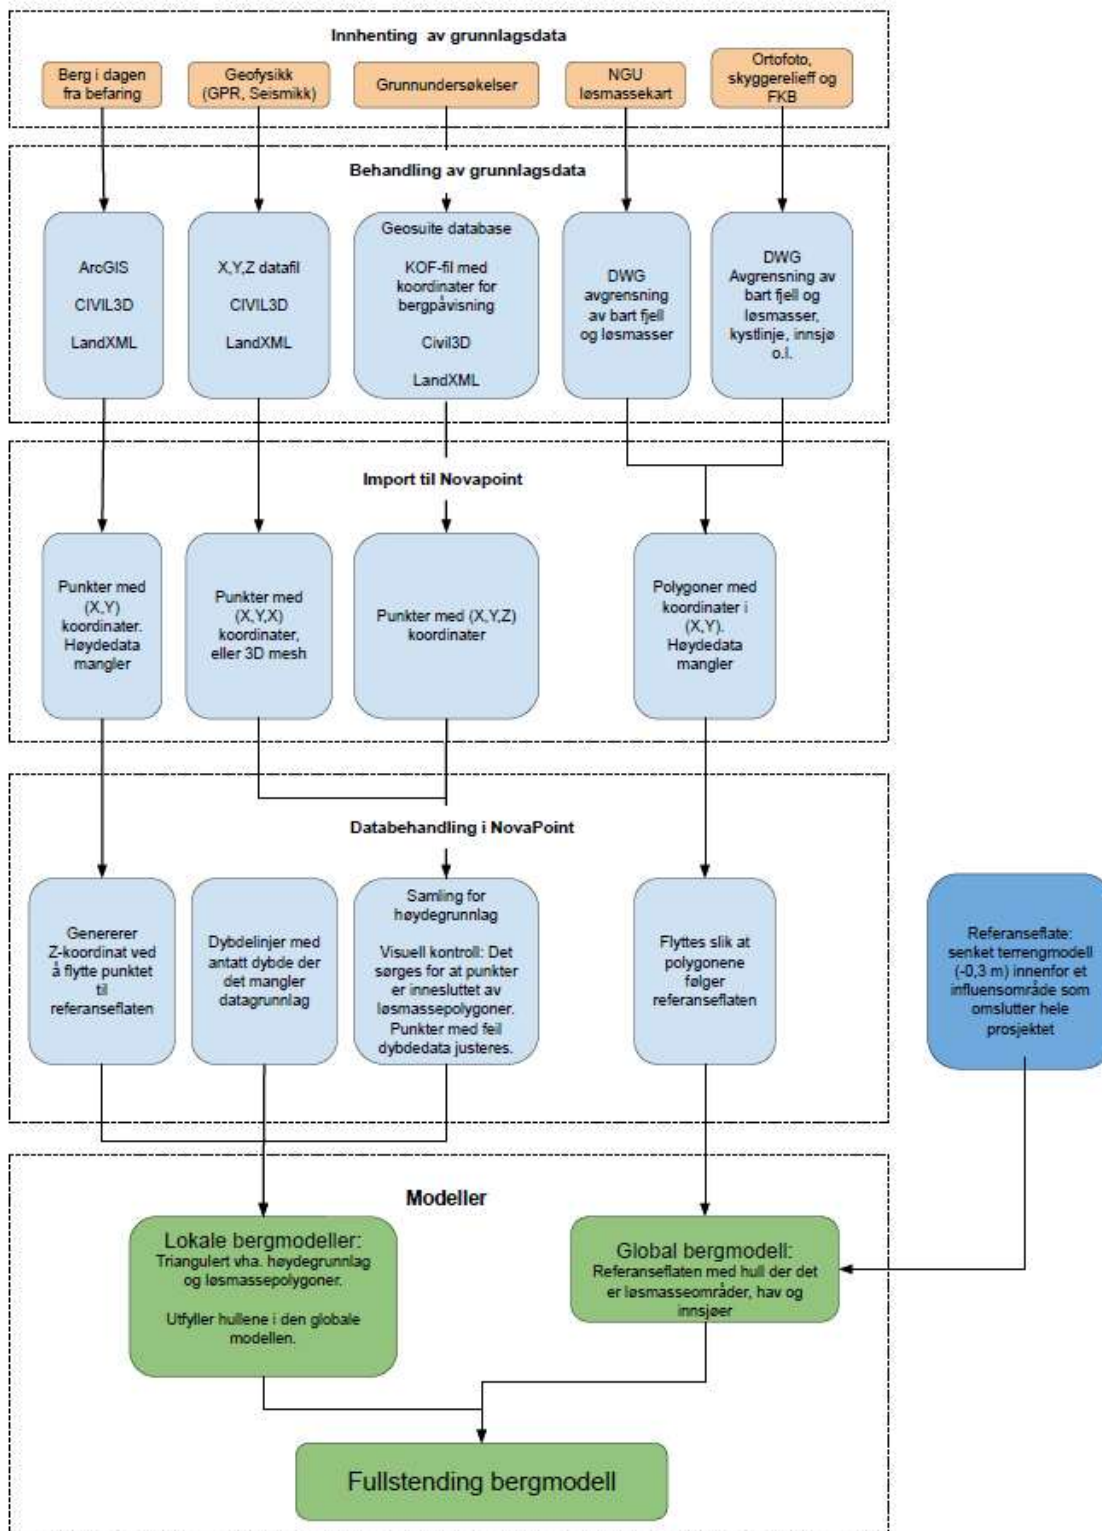 Innhenting av grunnlagsdata
Berg i dagen
fra befaring
Geofysikk
(GPR, Seismikk)
Grunnundersøkelser
NGU
løsmassekart
Ortofoto,
skyggerelieff og
FKB
Behandling av grunnlagsdata
ArcGIS
CIVIL3D
LandXML
X,Y,Z datafil
CIVIL3D
LandXML
Geosuite database
KOF-fil med
koordinater for
bergpåvisning
Civil3D
LandXML
DWG
avgrensning
av bart fjell
og løsmasser
DWG
Avgrensning av
bart fjell og
løsmasser,
kystlinje, innsjø
o.l.
Import til Novapoint
Punkter med
(X,Y)
koordinater.
Høydedata
mangler
Punkter med
(X,Y,X)
koordinater,
eller 3D mesh
Punkter med (X,Y,Z)
koordinater
Polygoner med
koordinater i
(X,Y).
Høydedata
mangler
Databehandling i NovaPoint
Genererer
Z-koordinat ved
å flytte punktet
til
referanseflaten
Dybdelinjer med
antatt dybde der
det mangler
datagrunnlag
Samling for
høydegrunnlag
Visuell kontroll: Det
sørges for at punkter
er innesluttet av
løsmassepolygoner.
Punkter med feil
dybdedata justeres.
Flyttes slik at
polygonene
følger
referanseflaten
Referanseflate:
senket terrengmodell
(-0,3 m) innenfor et
influensområde som
omslutter hele
prosjektet
Modeller
Lokale bergmodeller:
Triangulert vha. høydegrunnlag
og løsmassepolygoner.
Utfyller hullene i den globale
modellen.
Global bergmodell:
Referanseflaten med hull der det
er løsmasseområder, hav og
innsjøer
Fullstending bergmodell